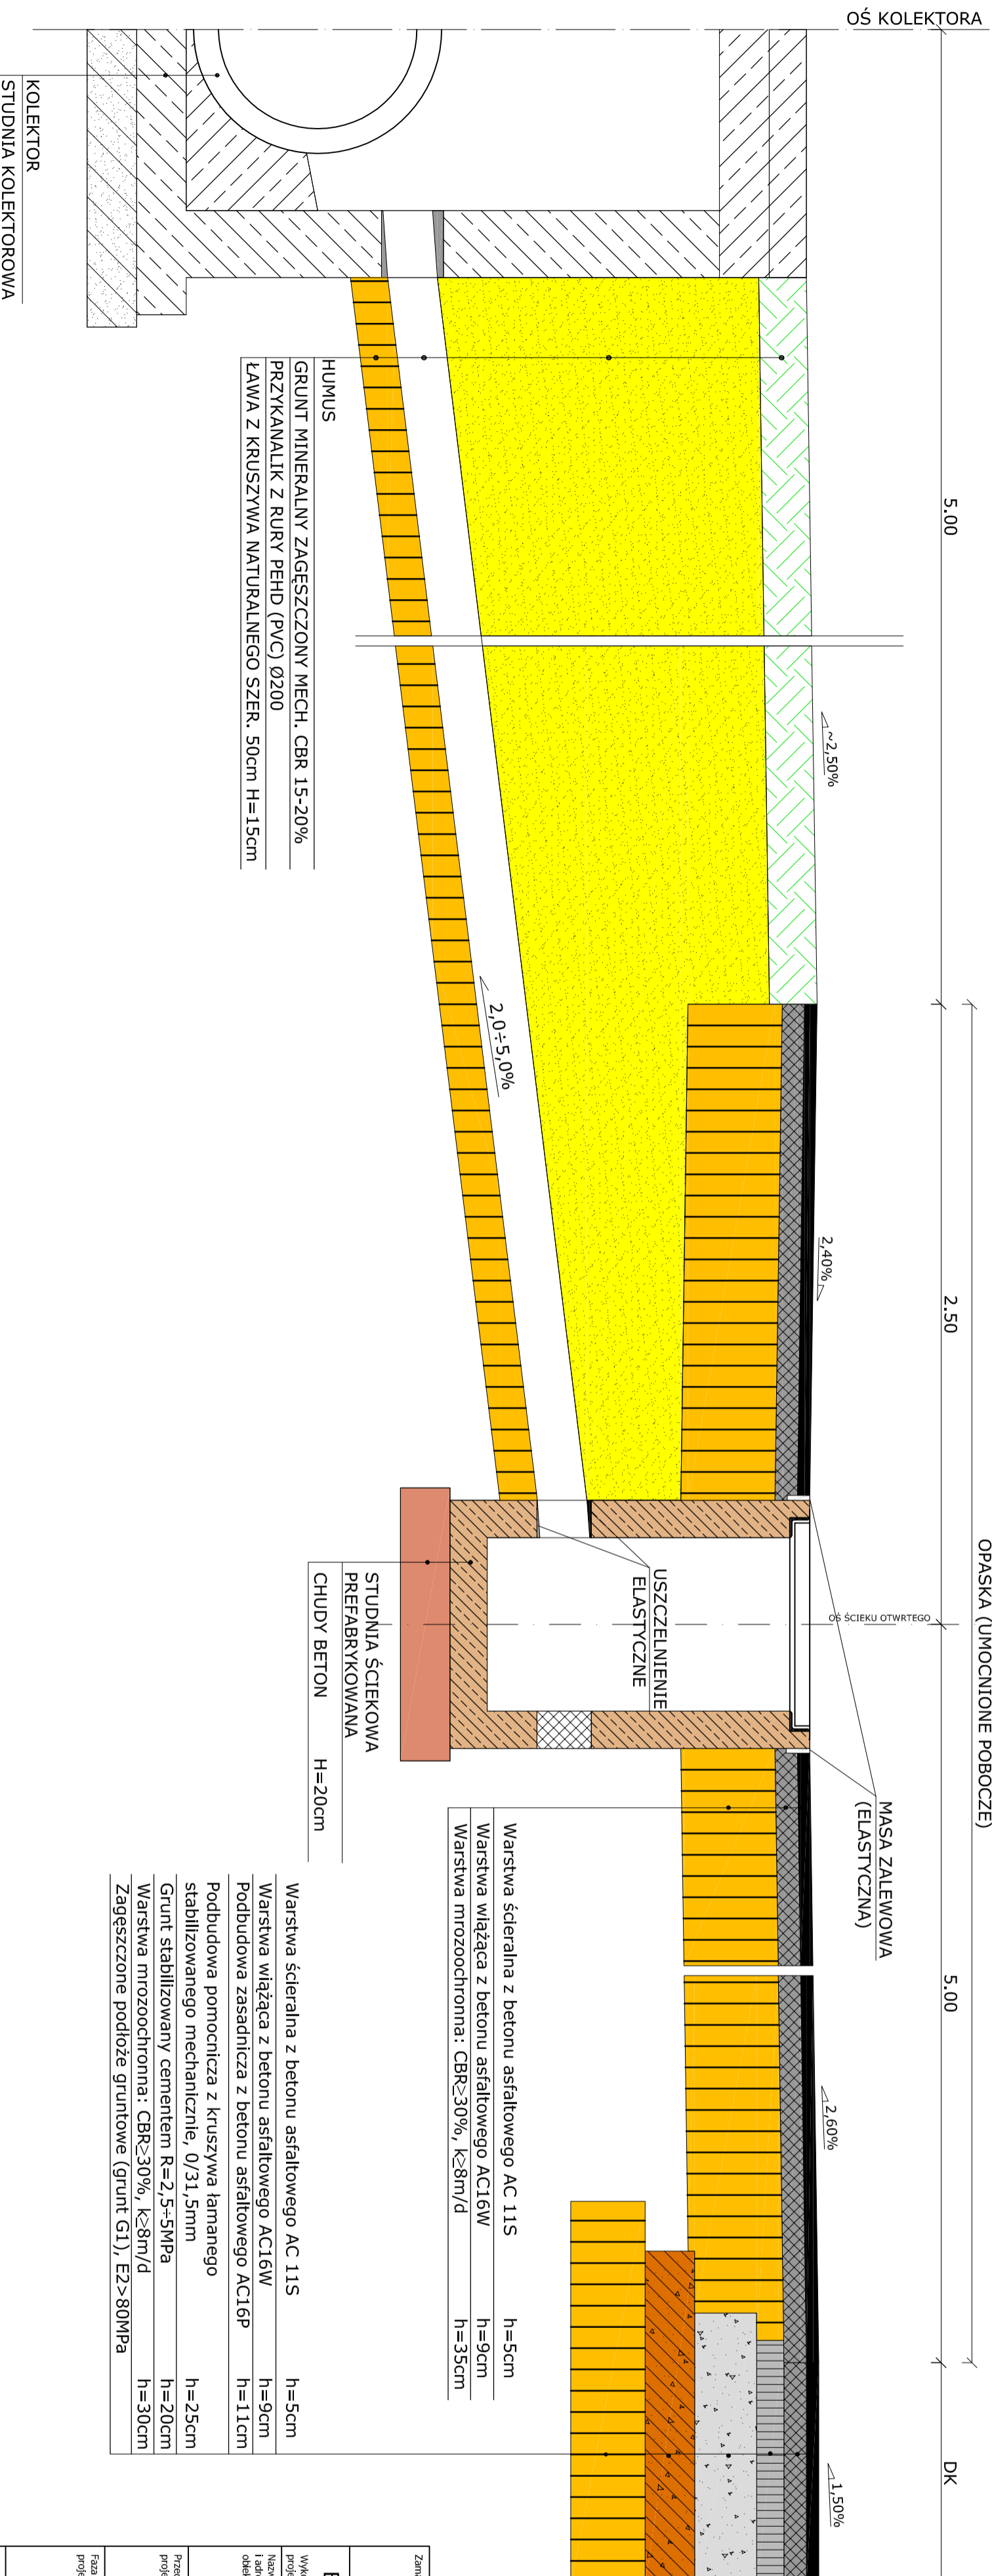 OŚ KOLEKTORA
5.00
2.50
5.00
DK
OPASKA (UMOCNIONE POBOCZE)
~2,50%
2,40%
2,60%
1,50%
OŚ ŚCIEKU OTWARTEGO
MASA ZALEWOWA
(ELASTYCZNA)
USZCZELNIENIE
ELASTYCZNE
2,0÷5,0%
HUMUS
GRUNT MINERALNY ZAGĘSZCZONY MECH. CBR 15-20%
PRZYKANALIK Z RURY PEHD (PVC) Ø200
ŁAWA Z KRUSZYWA NATURALNEGO SZER. 50cm H=15cm
KOLEKTOR
STUDNIA KOLEKTOROWA
STUDNIA ŚCIEKOWA
PREFABRYKOWANA
CHUDY BETON H=20cm
Warstwa ścieralna z betonu asfaltowego AC 11S h=5cm
Warstwa wiążąca z betonu asfaltowego AC16W h=9cm
Warstwa mrozoochronna: CBR≥30%, k≥8m/d h=35cm
Warstwa ścieralna z betonu asfaltowego AC 11S h=5cm
Warstwa wiążąca z betonu asfaltowego AC16W h=9cm
Podbudowa zasadnicza z betonu asfaltowego AC16P h=11cm
Podbudowa pomocnicza z kruszywa łamanego
stabilizowanego mechanicznie, 0/31,5mm h=25cm
Grunt stabilizowany cementem R=2,5÷5MPa h=20cm
Warstwa mrozoochronna: CBR≥30%, k≥8m/d h=30cm
Zagęszczone podłoże gruntowe (grunt G1), E2>80MPa